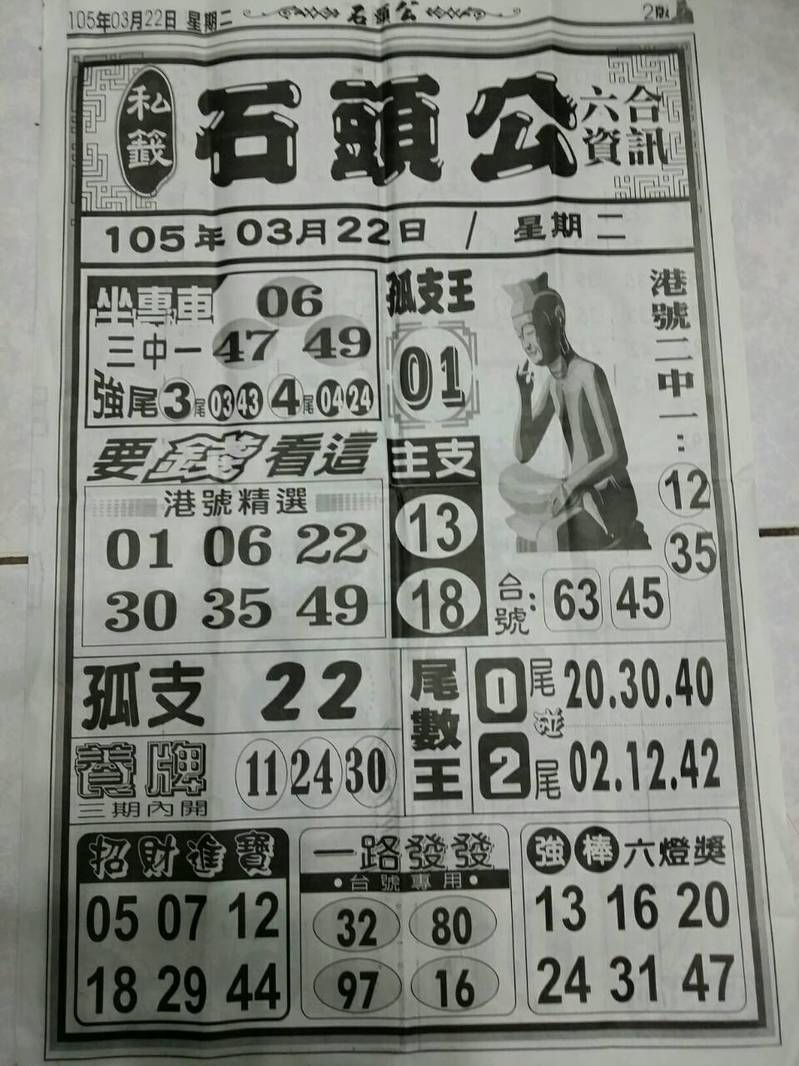 105年03月22日 星期二
石頭公
2版
私籤
石頭公
六合
資訊
105年03月22日 / 星期二
坐專車
06
三中一 47 49
強尾 3尾 03 43 4尾 04 24
孤支王
01
港號二中一:
12
35
要錢看這
港號精選
01 06 22
30 35 49
主支
13
18
台號: 63 45
孤支 22
養牌 11 24 30
三期內開
尾數王
0尾 20.30.40
碰
2尾 02.12.42
招財進寶
05 07 12
18 29 44
一路發發
•台號專用•
32 80
97 16
強棒六燈獎
13 16 20
24 31 47